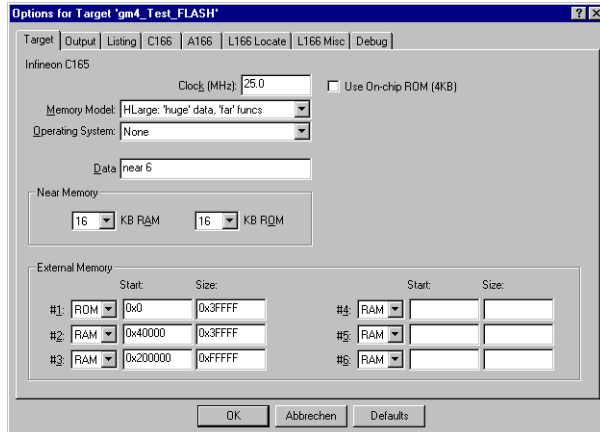 Options for Target 'gm4_Test_FLASH'
Target Output Listing C166 A166 L166 Locate L166 Misc Debug
Infineon C165
Clock (MHz): 25.0
Use On-chip ROM (4KB)
Memory Model: HLarge: 'huge' data, 'far' funcs
Operating System: None
Data near 6
Near Memory
16 KB RAM 16 KB ROM
External Memory
Start: Size: Start: Size:
#1: ROM 0x0 0x3FFFF #4: RAM
#2: RAM 0x40000 0x3FFFF #5: RAM
#3: RAM 0x200000 0xFFFFF #6: RAM
OK Abbrechen Defaults